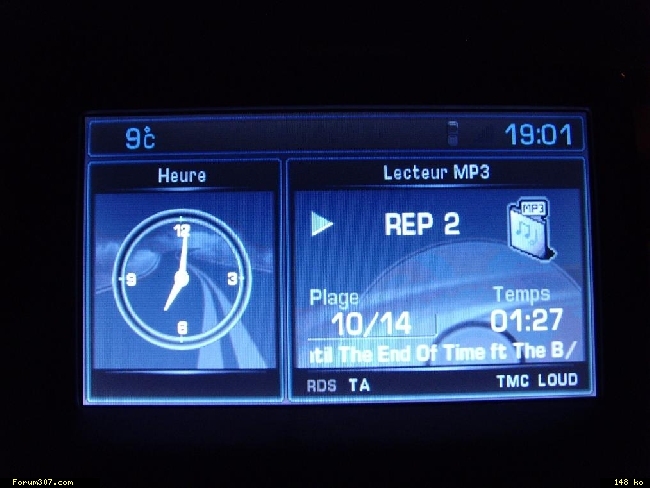 9°C 19:01
Heure
12
9 3
6
Lecteur MP3
REP 2
MP3
Plage Temps
10/14 01:27
The End Of Time ft The B/
RDS TA TMC LOUD
Forum307.com 148 ko